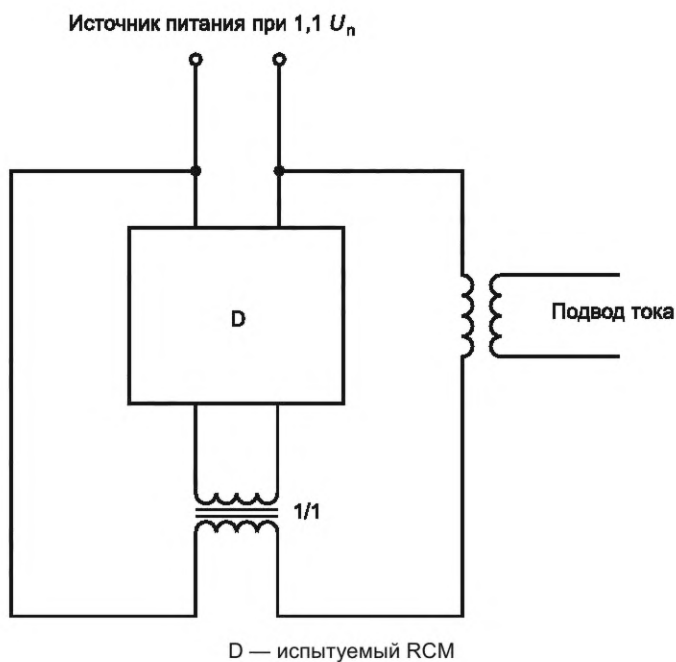 Источник питания при 1,1 Uₙ
Подвод тока
D
1/1
D — испытуемый RCM